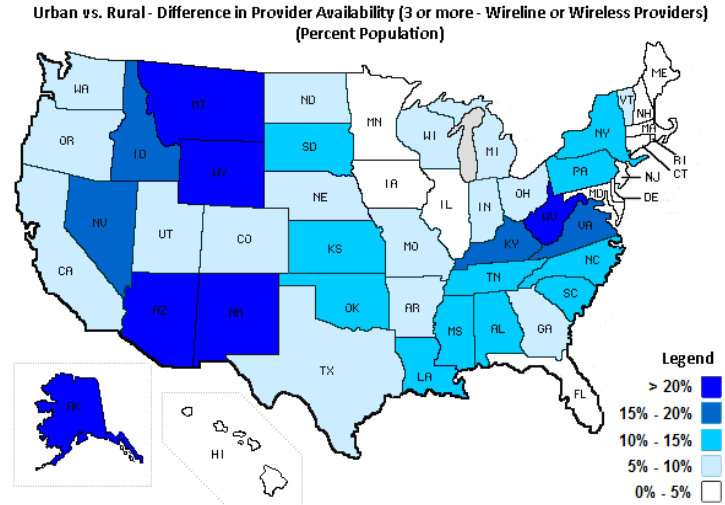 Urban vs. Rural - Difference in Provider Availability (3 or more - Wireline or Wireless Providers)
(Percent Population)
WA
MT
ND
MN
ME
VT
NH
OR
ID
SD
WI
MI
NY
MA
RI
CT
WY
IA
PA
NJ
NE
OH
MD
DE
NV
UT
CO
IL
IN
WV
VA
CA
KS
MO
KY
NC
TN
AZ
NM
OK
AR
SC
MS
AL
GA
TX
LA
FL
AK
HI
Legend
> 20%
15% - 20%
10% - 15%
5% - 10%
0% - 5%